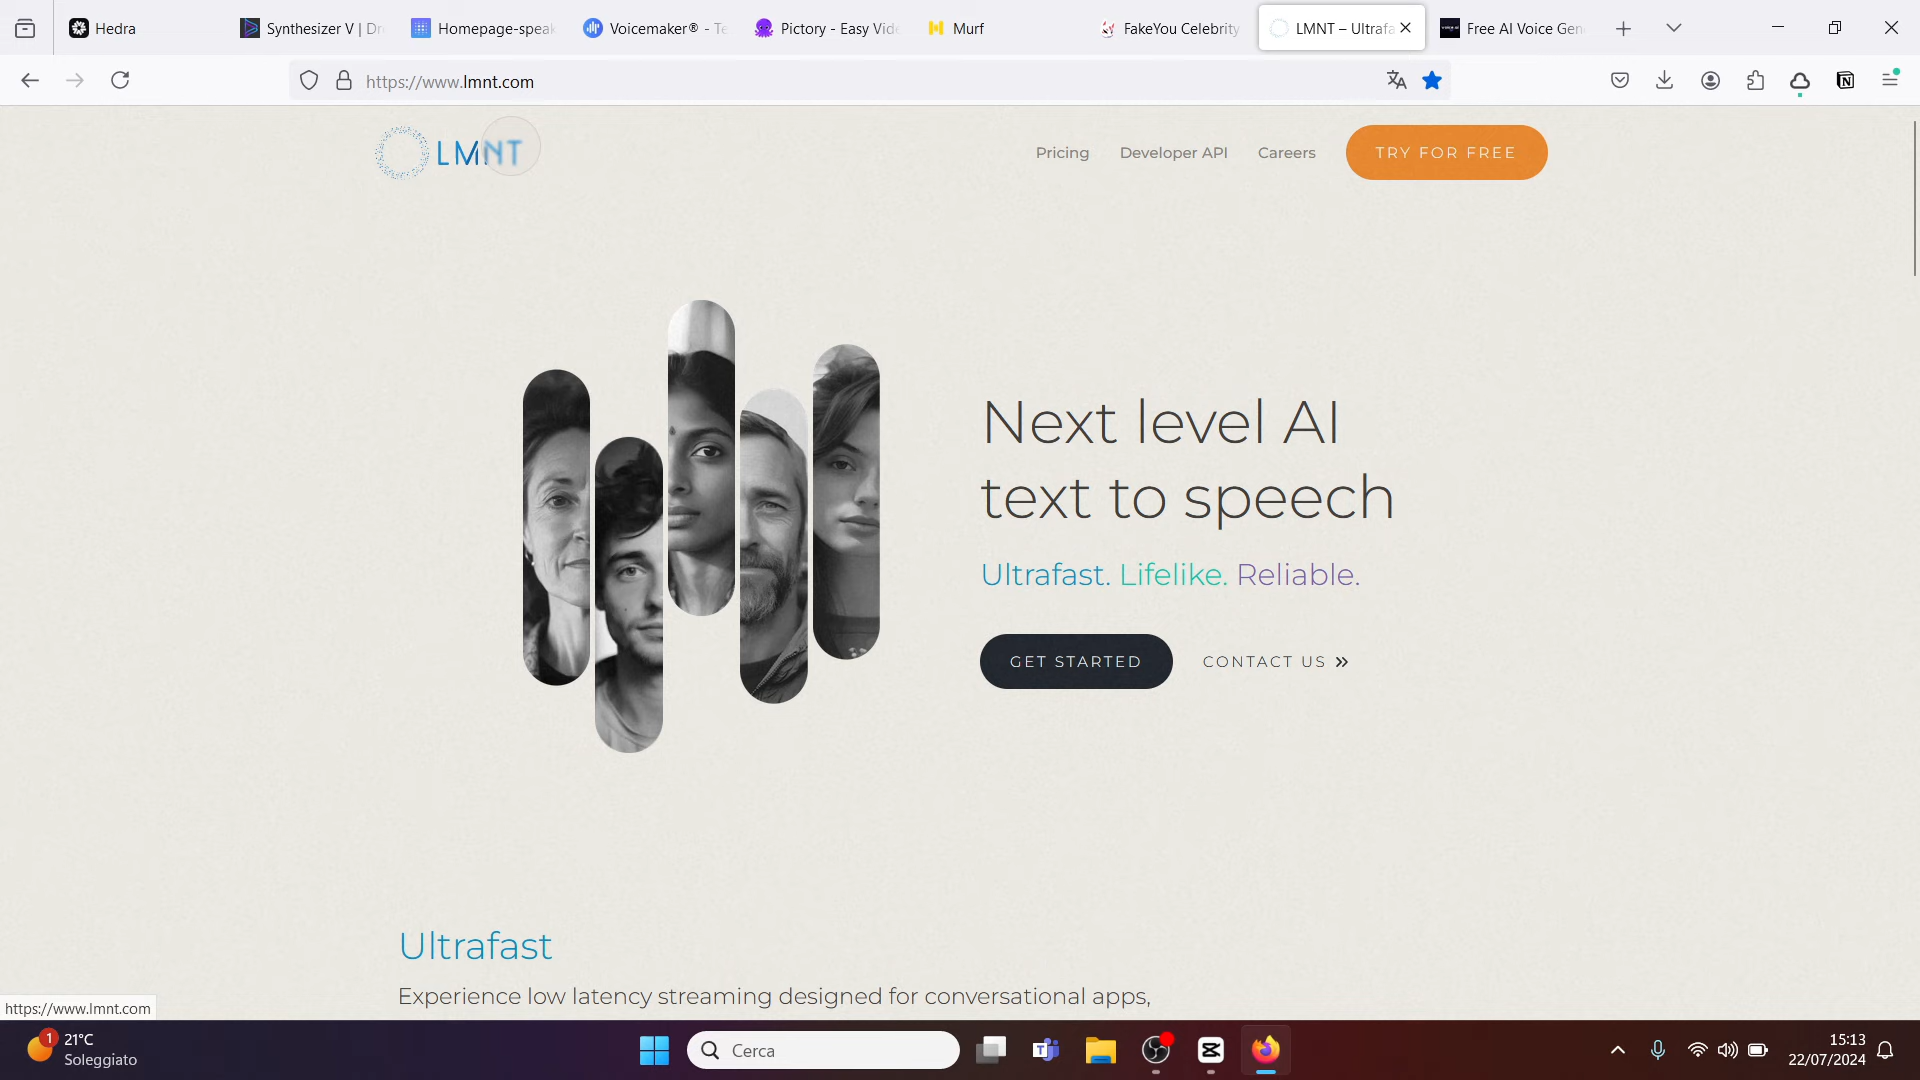 Hedra
Synthesizer V | Dr
Homepage-speak
Voicemaker® - Te
Pictory - Easy Vide
Murf
FakeYou Celebrity
LMNT – Ultrafa
Free AI Voice Gen
https://www.lmnt.com
LMNT
Pricing
Developer API
Careers
TRY FOR FREE
Next level AI
text to speech
Ultrafast. Lifelike. Reliable.
GET STARTED
CONTACT US »
Ultrafast
Experience low latency streaming designed for conversational apps,
https://www.lmnt.com
1
21°C
Soleggiato
Cerca
15:13
22/07/2024